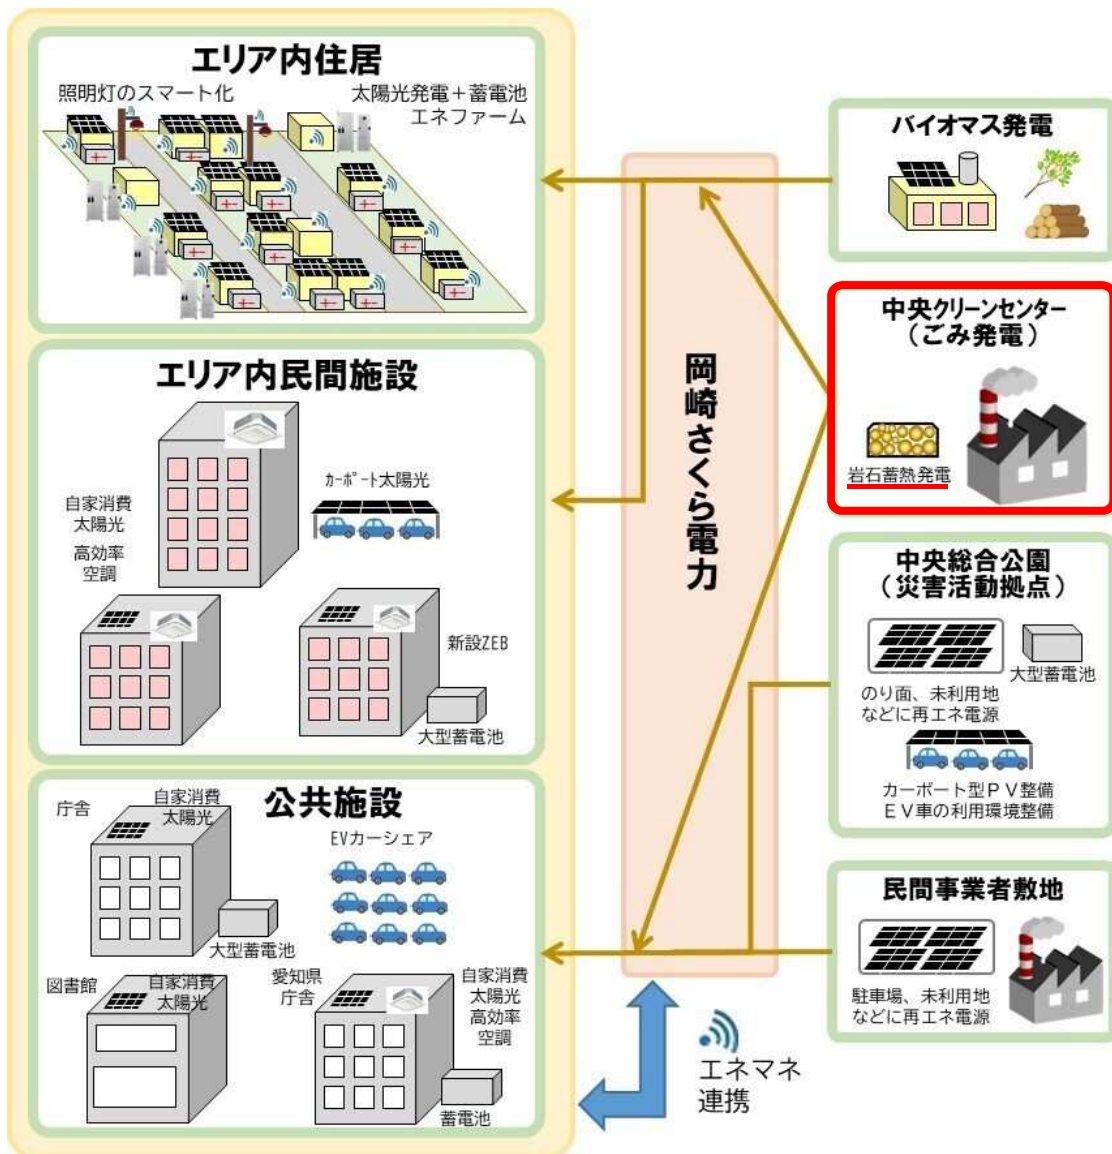 エリア内住居
照明灯のスマート化
太陽光発電＋蓄電池
エネファーム
エリア内民間施設
カーポート太陽光
自家消費
太陽光
高効率
空調
新設ZEB
大型蓄電池
公共施設
庁舎
自家消費
太陽光
EVカーシェア
大型蓄電池
図書館
自家消費
太陽光
愛知県
庁舎
自家消費
太陽光
高効率
空調
蓄電池
岡崎さくら電力
エネマネ
連携
バイオマス発電
中央クリーンセンター
（ごみ発電）
岩石蓄熱発電
中央総合公園
（災害活動拠点）
大型蓄電池
のり面、未利用地
などに再エネ電源
カーポート型ＰＶ整備
ＥＶ車の利用環境整備
民間事業者敷地
駐車場、未利用地
などに再エネ電源